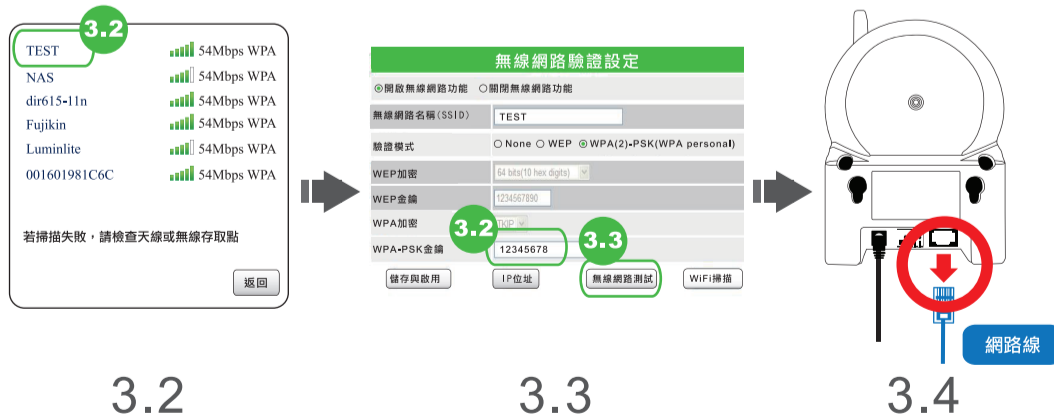 3.2
TEST 54Mbps WPA
NAS 54Mbps WPA
dir615-11n 54Mbps WPA
Fujikin 54Mbps WPA
Luminlite 54Mbps WPA
001601981C6C 54Mbps WPA
若掃描失敗，請檢查天線或無線存取點
返回
無線網路驗證設定
開啟無線網路功能 關閉無線網路功能
無線網路名稱(SSID) TEST
驗證模式 None WEP WPA(2)-PSK(WPA personal)
WEP加密 64 bits(10 hex digits)
WEP金鑰 1234567890
WPA加密 TKIP
3.2
3.3
WPA-PSK金鑰 12345678
儲存與啟用 IP位址 無線網路測試 WiFi掃描
網路線
3.2 3.3 3.4